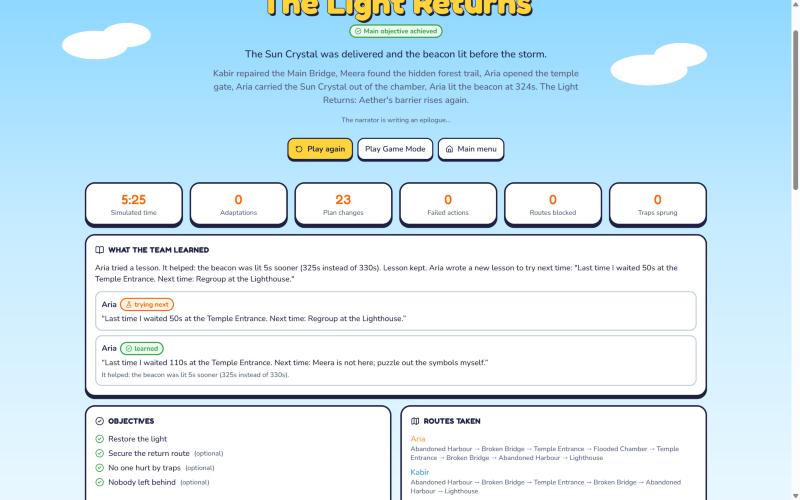 The Light Returns
Main objective achieved
The Sun Crystal was delivered and the beacon lit before the storm.
Kabir repaired the Main Bridge, Meera found the hidden forest trail, Aria opened the temple
gate, Aria carried the Sun Crystal out of the chamber, Aria lit the beacon at 324s. The Light
Returns: Aether's barrier rises again.
The narrator is writing an epilogue...
Play again
Play Game Mode
Main menu
5:25
Simulated time
0
Adaptations
23
Plan changes
0
Failed actions
0
Routes blocked
0
Traps sprung
WHAT THE TEAM LEARNED
Aria tried a lesson. It helped: the beacon was lit 5s sooner (325s instead of 330s). Lesson kept. Aria wrote a new lesson to try next time: "Last time I waited 50s at the
Temple Entrance. Next time: Regroup at the Lighthouse."
Aria trying next
"Last time I waited 50s at the Temple Entrance. Next time: Regroup at the Lighthouse."
Aria learned
"Last time I waited 110s at the Temple Entrance. Next time: Meera is not here; puzzle out the symbols myself."
It helped: the beacon was lit 5s sooner (325s instead of 330s).
OBJECTIVES
Restore the light
Secure the return route (optional)
No one hurt by traps (optional)
Nobody left behind (optional)
ROUTES TAKEN
Aria
Abandoned Harbour → Broken Bridge → Temple Entrance → Flooded Chamber → Temple
Entrance → Broken Bridge → Abandoned Harbour → Lighthouse
Kabir
Abandoned Harbour → Broken Bridge → Temple Entrance → Broken Bridge → Abandoned
Harbour → Lighthouse